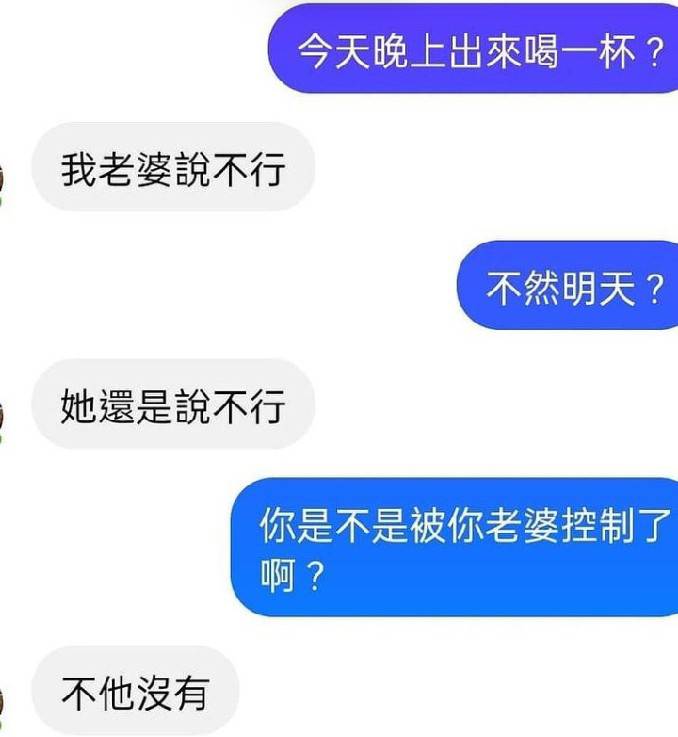 今天晚上出來喝一杯？
我老婆說不行
不然明天？
她還是說不行
你是不是被你老婆控制了
啊？
不他沒有